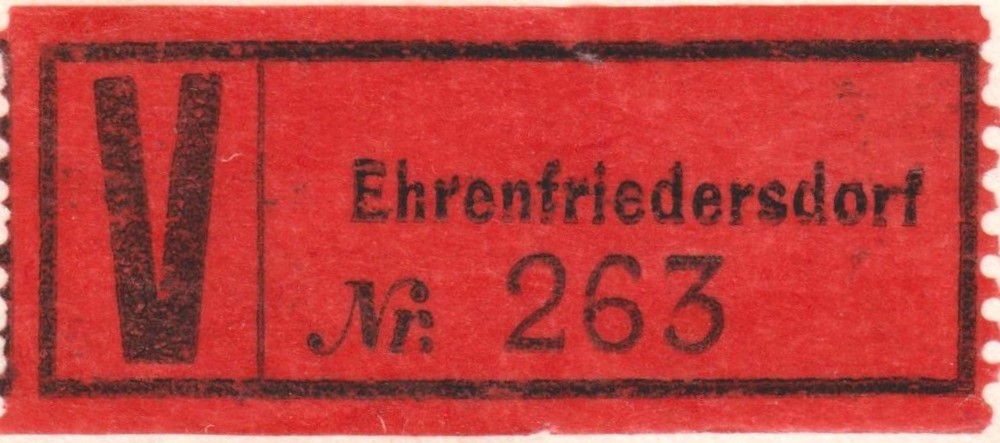 V
Ehrenfriedersdorf
Nr. 263